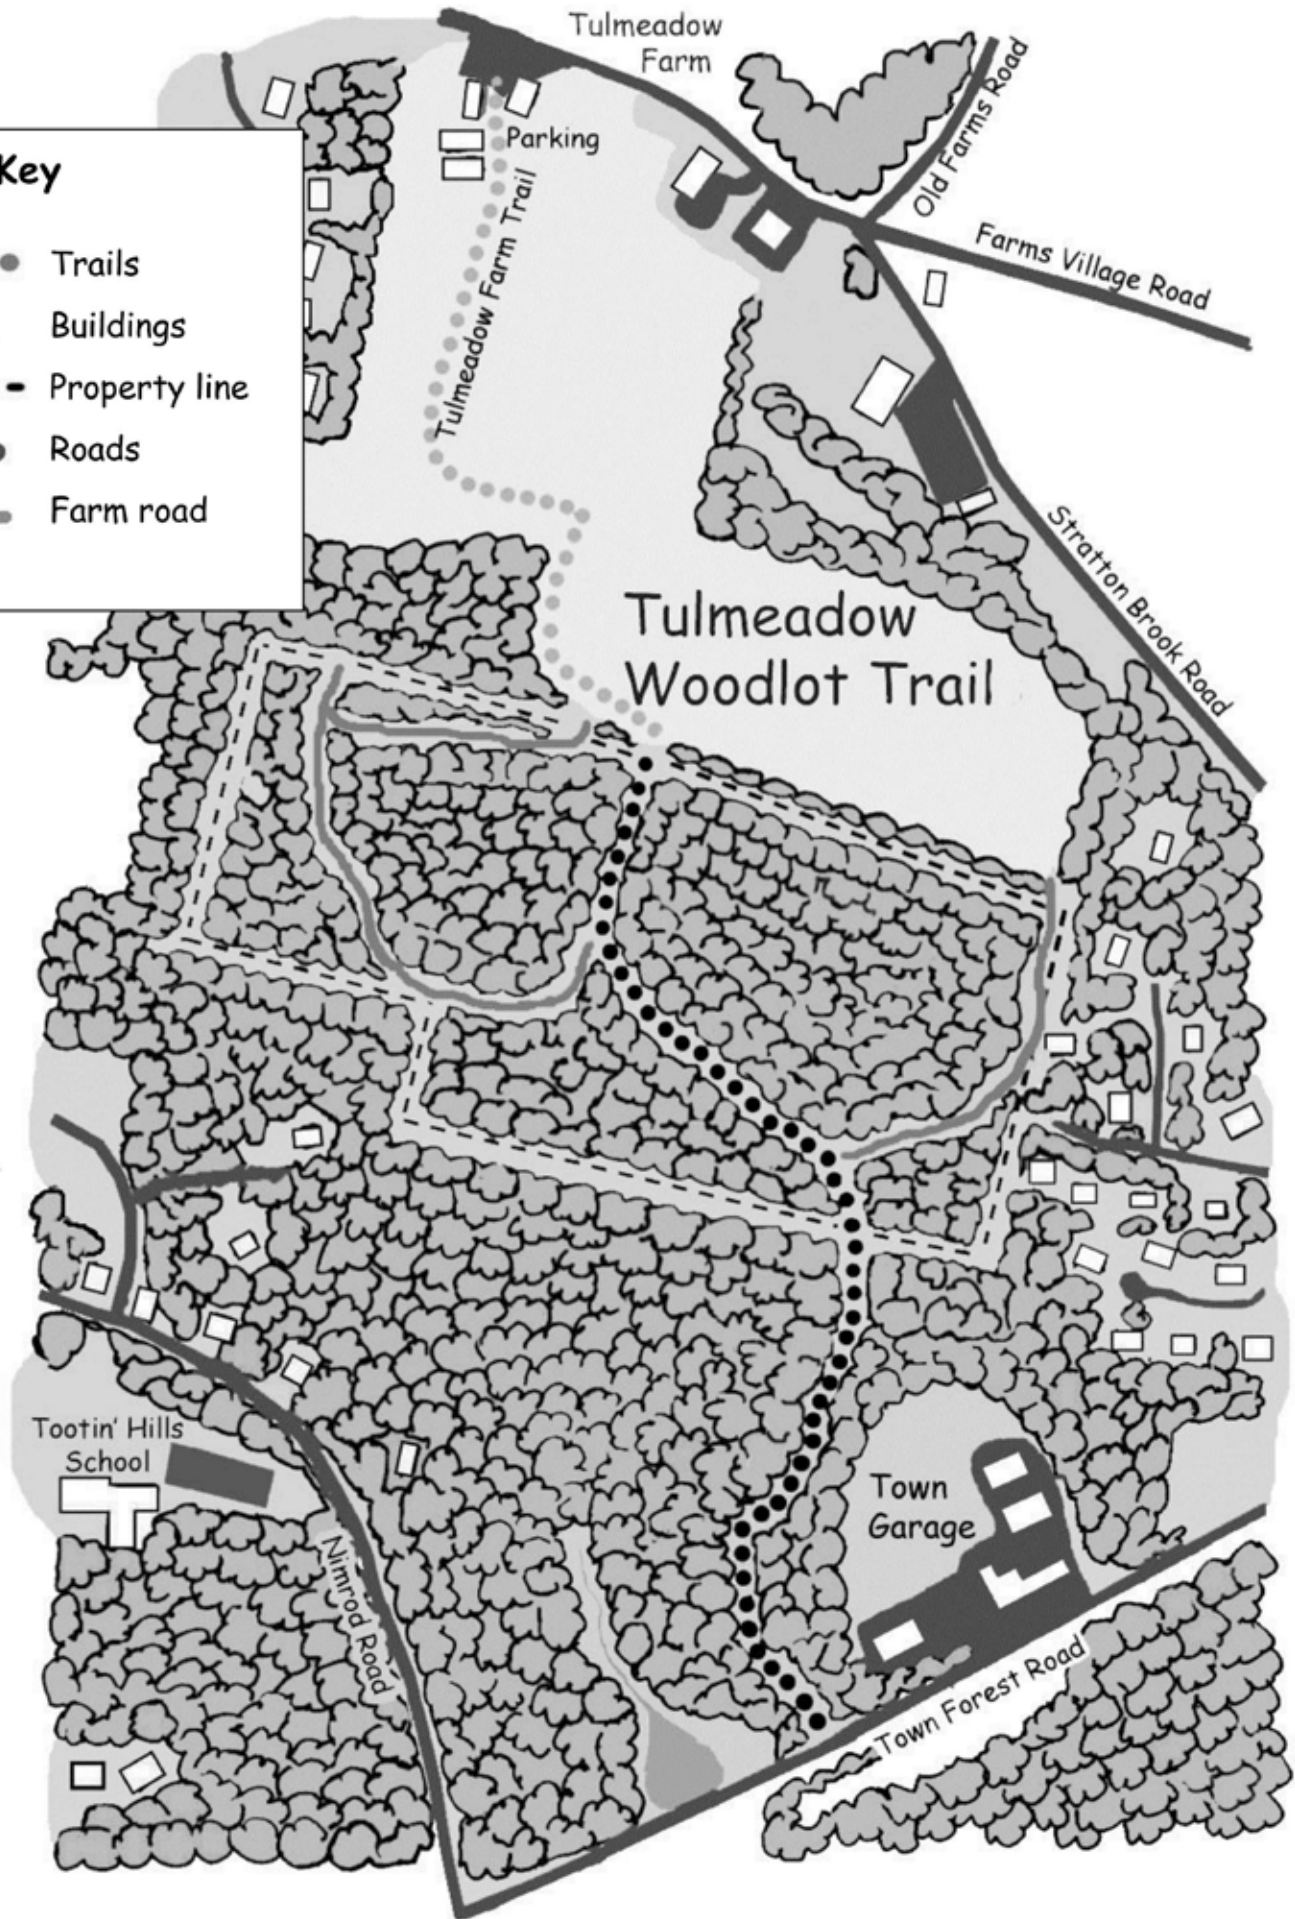 Tulmeadow
Farm
Old Farms Road
Parking
Key
Tulmeadow Farm Trail
Farms Village Road
Trails
Buildings
Property line
Roads
Farm road
Stratton Brook Road
Tulmeadow
Woodlot Trail
Tootin' Hills
School
Town
Garage
Nimrod Road
Town Forest Road